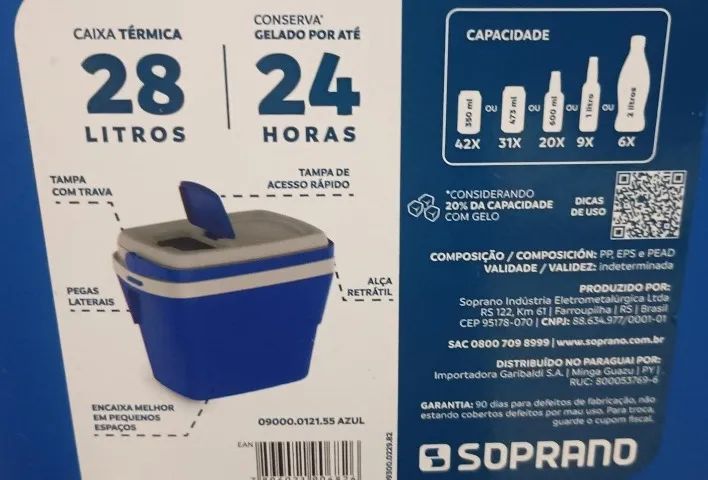 CAIXA TÉRMICA
28
LITROS
CONSERVA*
GELADO POR ATÉ
24
HORAS
TAMPA
COM TRAVA
TAMPA DE
ACESSO RÁPIDO
PEGAS
LATERAIS
ALÇA
RETRÁTIL
ENCAIXA MELHOR
EM PEQUENOS
ESPAÇOS
09000.0121.55 AZUL
EAN
09300.0229.82
CAPACIDADE
350 ml OU 473 ml OU 600 ml OU 1 litro OU 2 litros
42X 31X 20X 9X 6X
*CONSIDERANDO
20% DA CAPACIDADE
COM GELO
DICAS
DE USO
COMPOSIÇÃO / COMPOSICIÓN: PP, EPS e PEAD
VALIDADE / VALIDEZ: indeterminada
PRODUZIDO POR:
Soprano Indústria Eletrometalúrgica Ltda
RS 122, Km 61 | Farroupilha | RS | Brasil
CEP 95178-070 | CNPJ: 88.634.977/0001-01
SAC 0800 709 8999 | www.soprano.com.br
DISTRIBUÍDO NO PARAGUAI POR:
Importadora Garibaldi S.A. | Minga Guazu | PY |
RUC: 800053769-6
GARANTIA: 90 dias para defeitos de fabricação, não
estando cobertos defeitos por mau uso. Para troca,
guarde o cupom fiscal.
SOPRANO